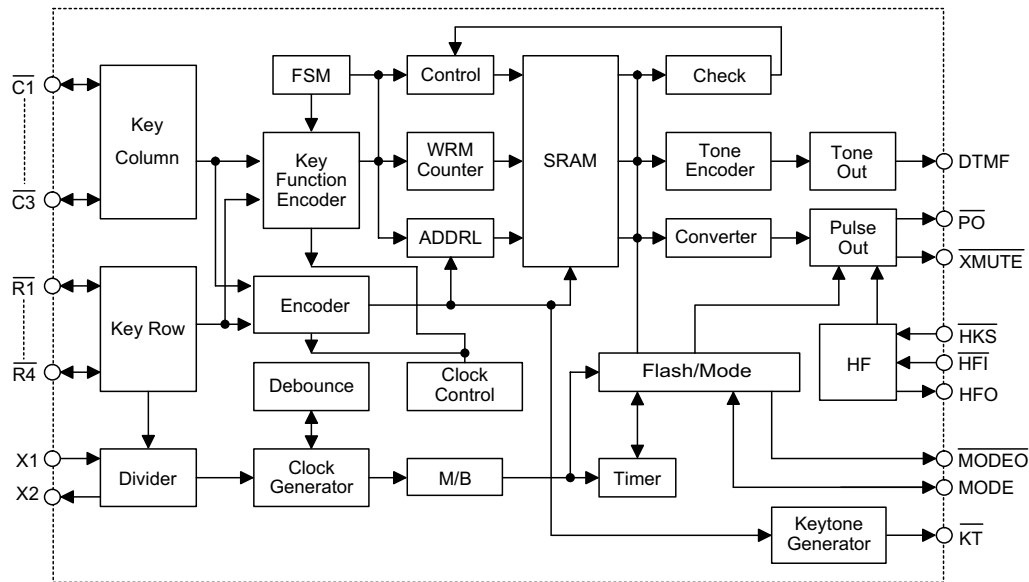 C1
C3
R1
R4
X1
X2
Key
Column
Key Row
Divider
FSM
Key
Function
Encoder
Encoder
Debounce
Clock
Generator
Control
WRM
Counter
ADDRL
Clock
Control
M/B
SRAM
Check
Tone
Encoder
Converter
Flash/Mode
Timer
Tone
Out
Pulse
Out
HF
Keytone
Generator
DTMF
PO
XMUTE
HKS
HFI
HFO
MODEO
MODE
KT